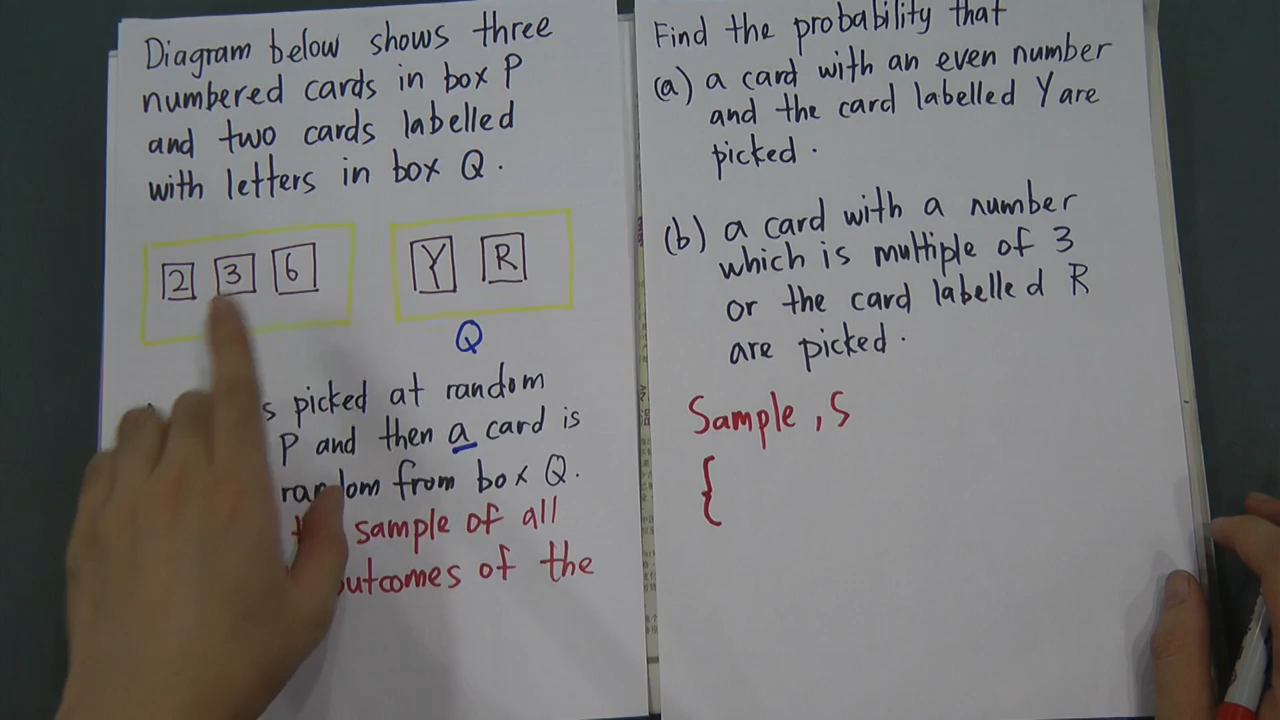 Diagram below shows three
numbered cards in box P
and two cards labelled
with letters in box Q.
2 3 6 Y R
Q
s picked at random
P and then a card is
random from box Q.
sample of all
outcomes of the
Find the probability that
(a) a card with an even number
and the card labelled Y are
picked.
(b) a card with a number
which is multiple of 3
or the card labelled R
are picked.
Sample, S
{